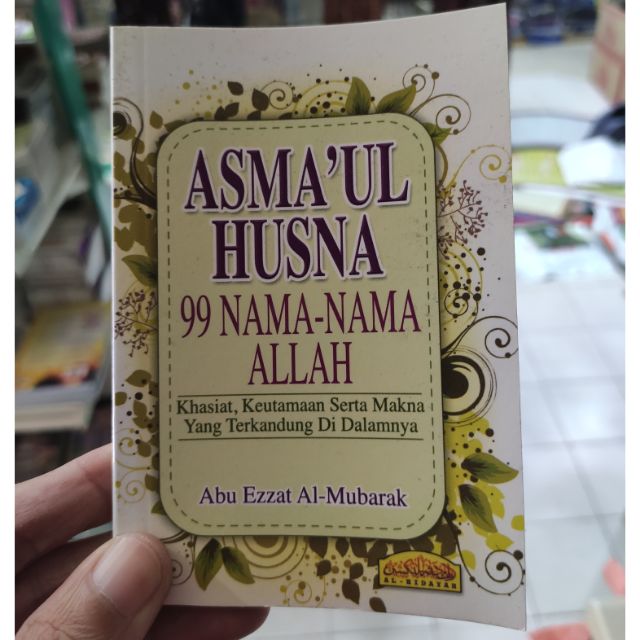 ASMA'UL
HUSNA
99 NAMA-NAMA
ALLAH
Khasiat, Keutamaan Serta Makna
Yang Terkandung Di Dalamnya
Abu Ezzat Al-Mubarak
AL-HIDAYAH